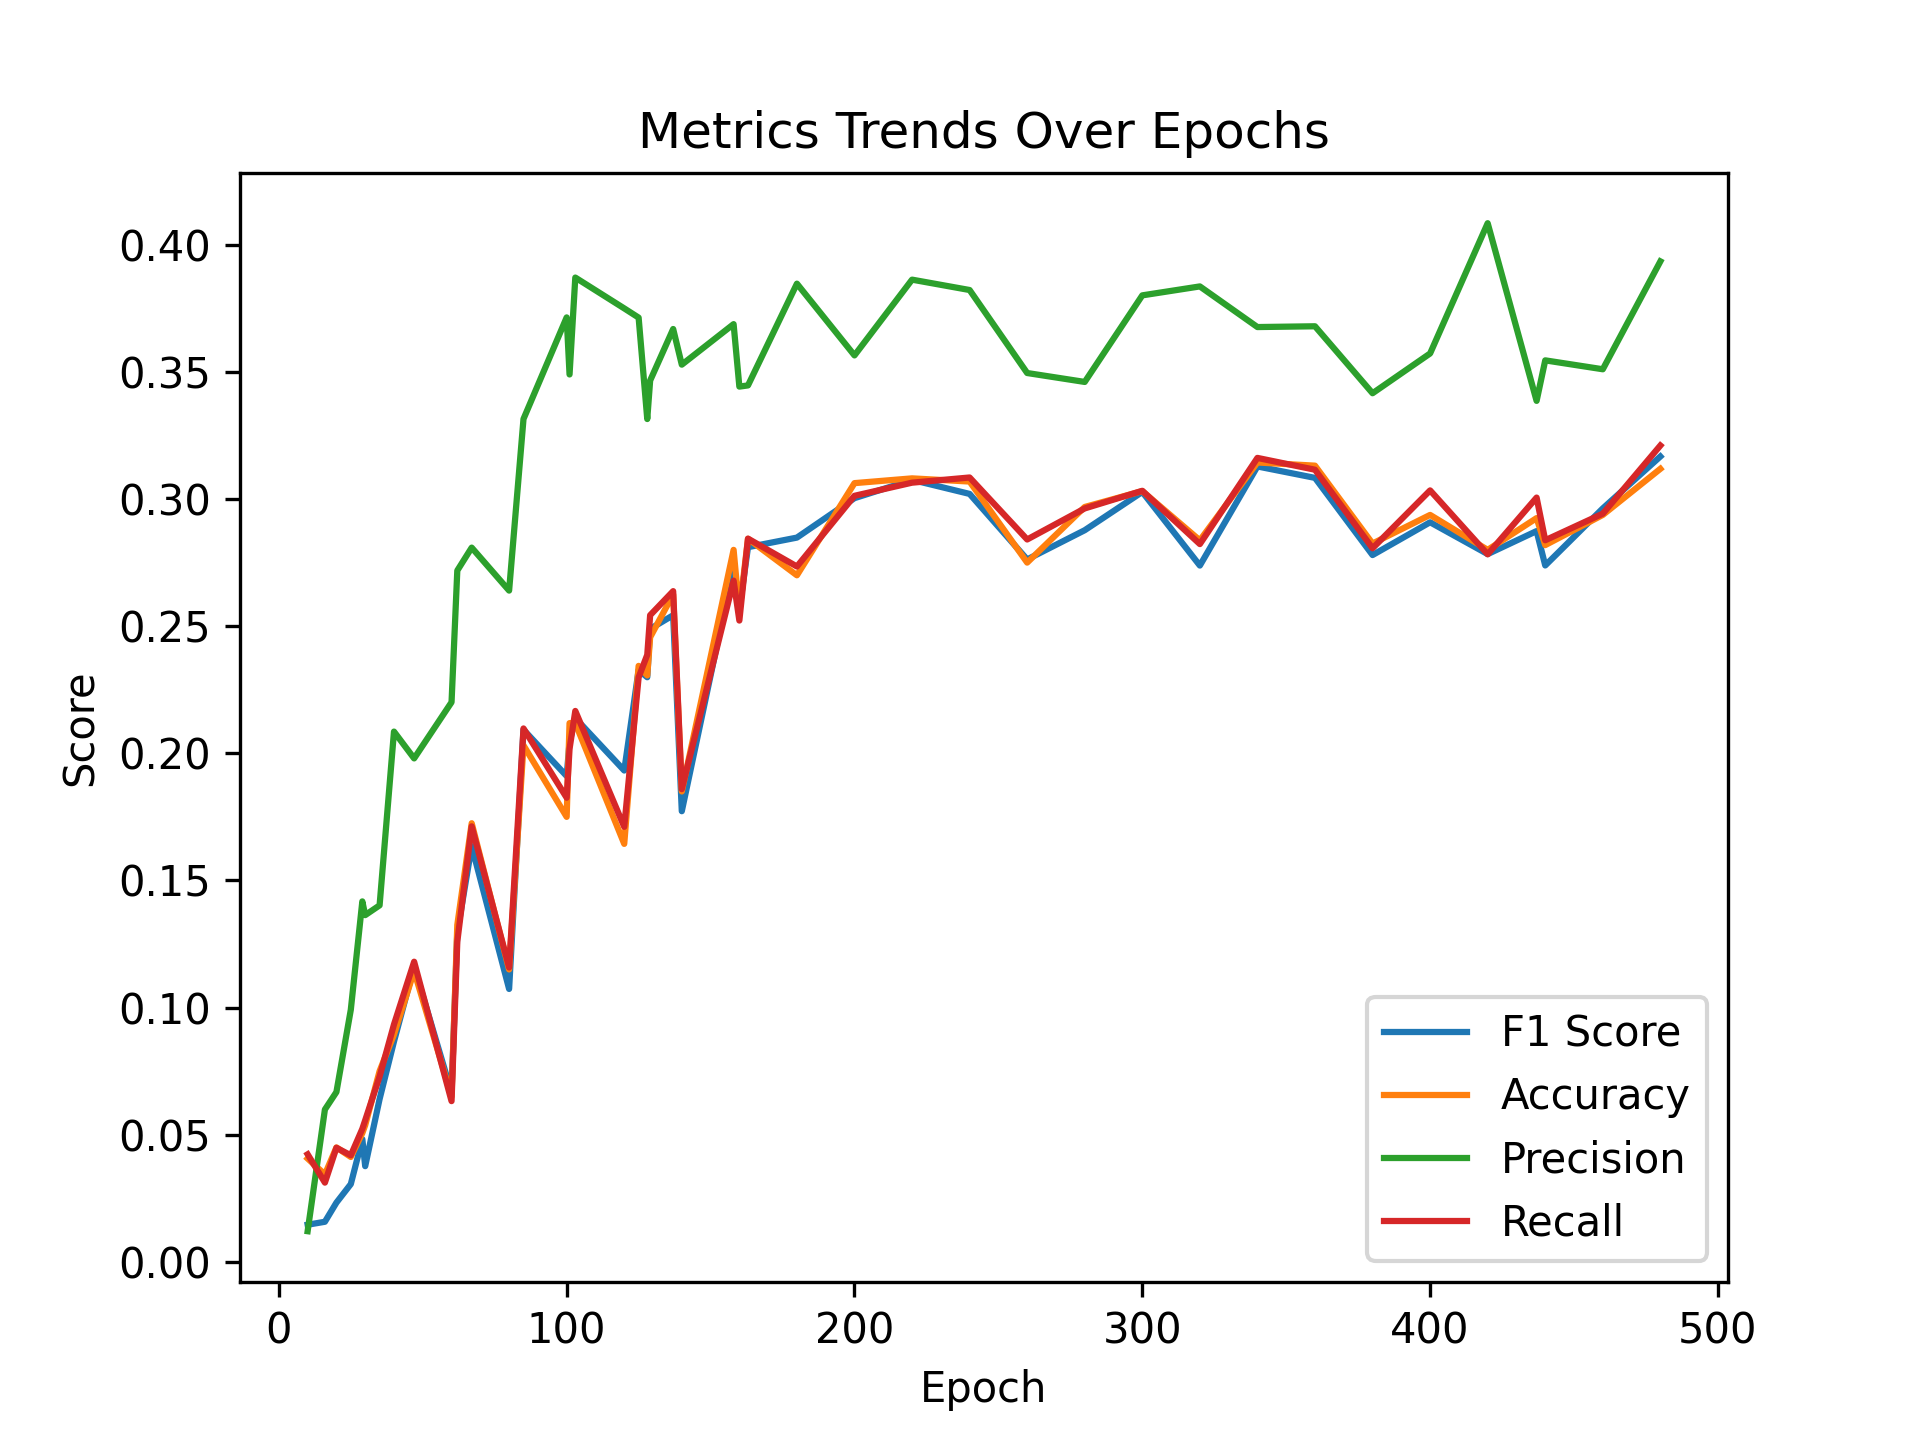 Metrics Trends Over Epochs
0.40
0.35
0.30
0.25
0.20
0.15
0.10
0.05
0.00
Score
0 100 200 300 400 500
Epoch
F1 Score
Accuracy
Precision
Recall